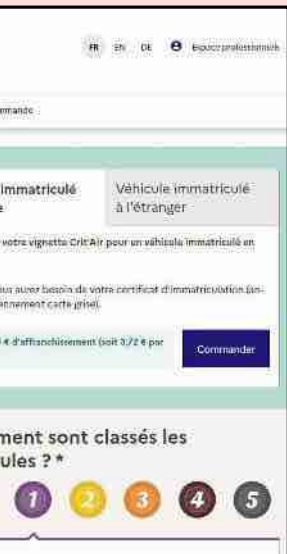 FR EN DE Espace professionnels
mmande
immatriculé Véhicule immatriculé
e à l'étranger
votre vignette Crit'Air pour un véhicule immatriculé en
us aurez besoin de votre certificat d'immatriculation (an-
ennement carte grise).
€ d'affranchissement (soit 3,72 € par
Commander
ment sont classés les
ules ? *
1 2 3 4 5